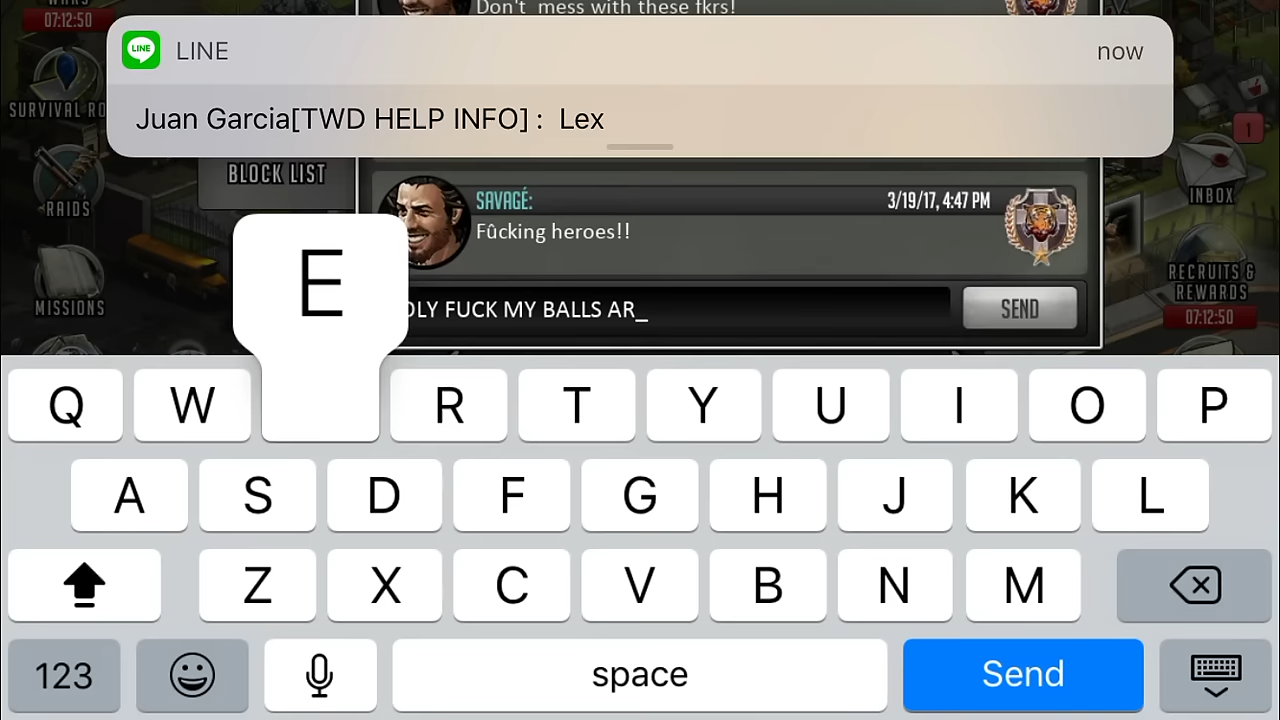 WARS
07:12:50
Don't mess with these fkrs!
LINE
LINE
now
Juan Garcia[TWD HELP INFO] : Lex
SURVIVAL RO
1
BLOCK LIST
RAIDS
SAVAGÉ:
3/19/17, 4:47 PM
INBOX
Fûcking heroes!!
MISSIONS
RECRUITS &
REWARDS
07:12:50
OLY FUCK MY BALLS AR_
SEND
E
Q W R T Y U I O P
A S D F G H J K L
Z X C V B N M
123 space Send